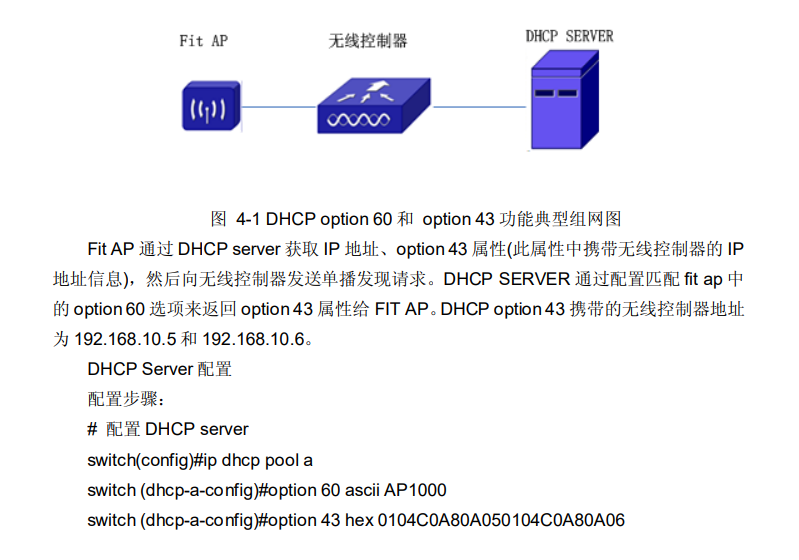 Fit AP 无线控制器 DHCP SERVER
图 4-1 DHCP option 60 和 option 43 功能典型组网图
Fit AP 通过 DHCP server 获取 IP 地址、option 43 属性(此属性中携带无线控制器的 IP
地址信息)，然后向无线控制器发送单播发现请求。DHCP SERVER 通过配置匹配 fit ap 中
的 option 60 选项来返回 option 43 属性给 FIT AP。DHCP option 43 携带的无线控制器地址
为 192.168.10.5 和 192.168.10.6。
DHCP Server 配置
配置步骤：
# 配置 DHCP server
switch(config)#ip dhcp pool a
switch (dhcp-a-config)#option 60 ascii AP1000
switch (dhcp-a-config)#option 43 hex 0104C0A80A050104C0A80A06